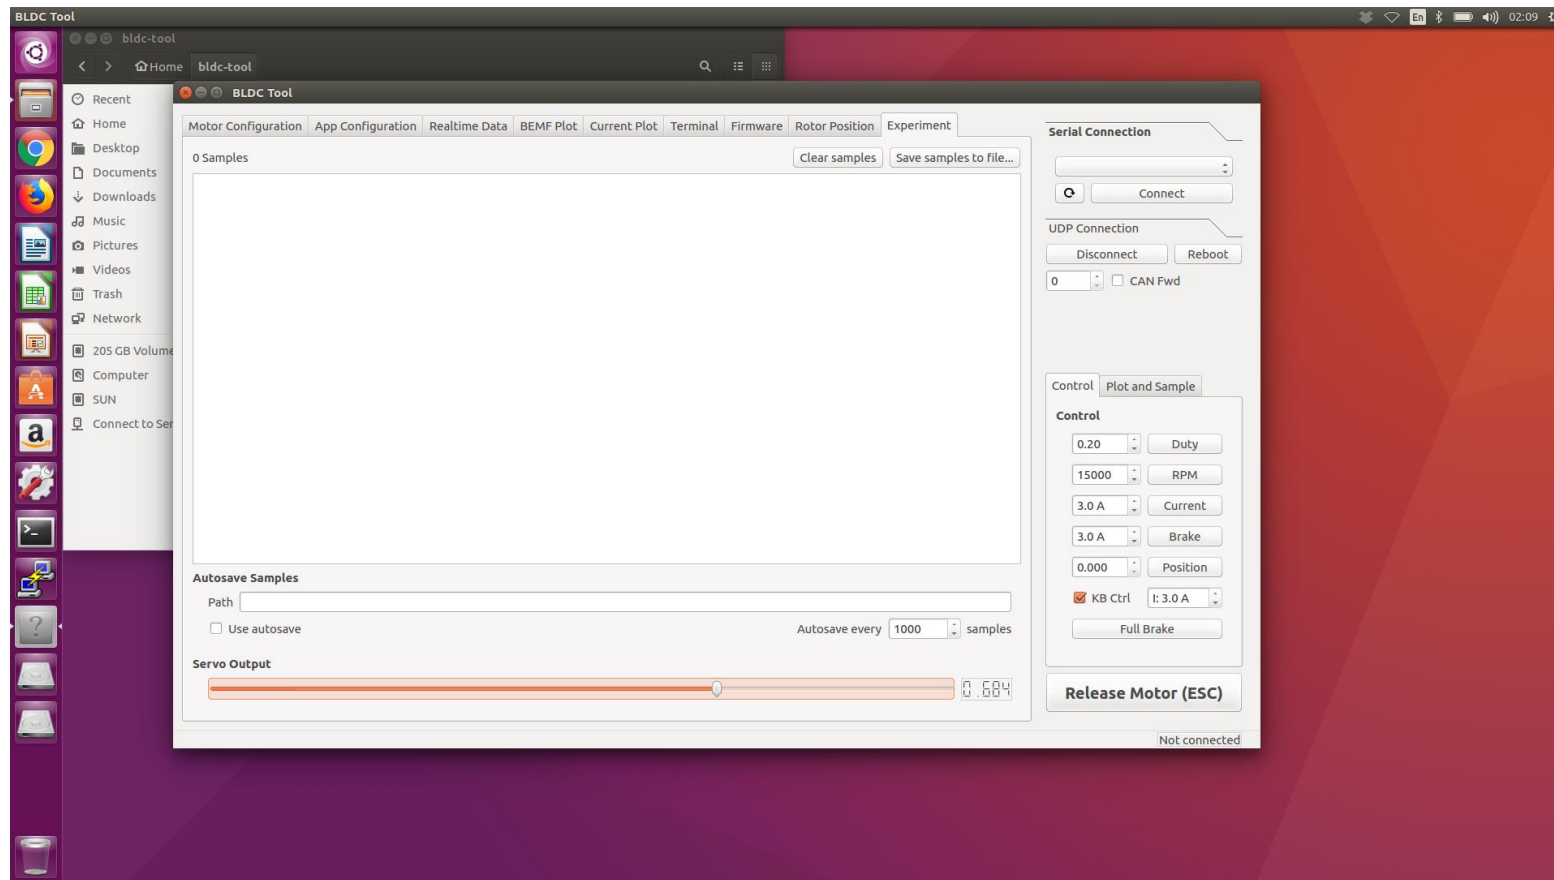 BLDC Tool
En
02:09
bldc-tool
Home bldc-tool
Recent
Home
Desktop
Documents
Downloads
Music
Pictures
Videos
Trash
Network
205 GB Volume
Computer
SUN
Connect to Ser
BLDC Tool
Motor Configuration App Configuration Realtime Data BEMF Plot Current Plot Terminal Firmware Rotor Position Experiment
0 Samples Clear samples Save samples to file...
Autosave Samples
Path
Use autosave Autosave every 1000 samples
Servo Output
0.684
Serial Connection
Connect
UDP Connection
Disconnect Reboot
0 CAN Fwd
Control Plot and Sample
Control
0.20 Duty
15000 RPM
3.0 A Current
3.0 A Brake
0.000 Position
KB Ctrl I: 3.0 A
Full Brake
Release Motor (ESC)
Not connected